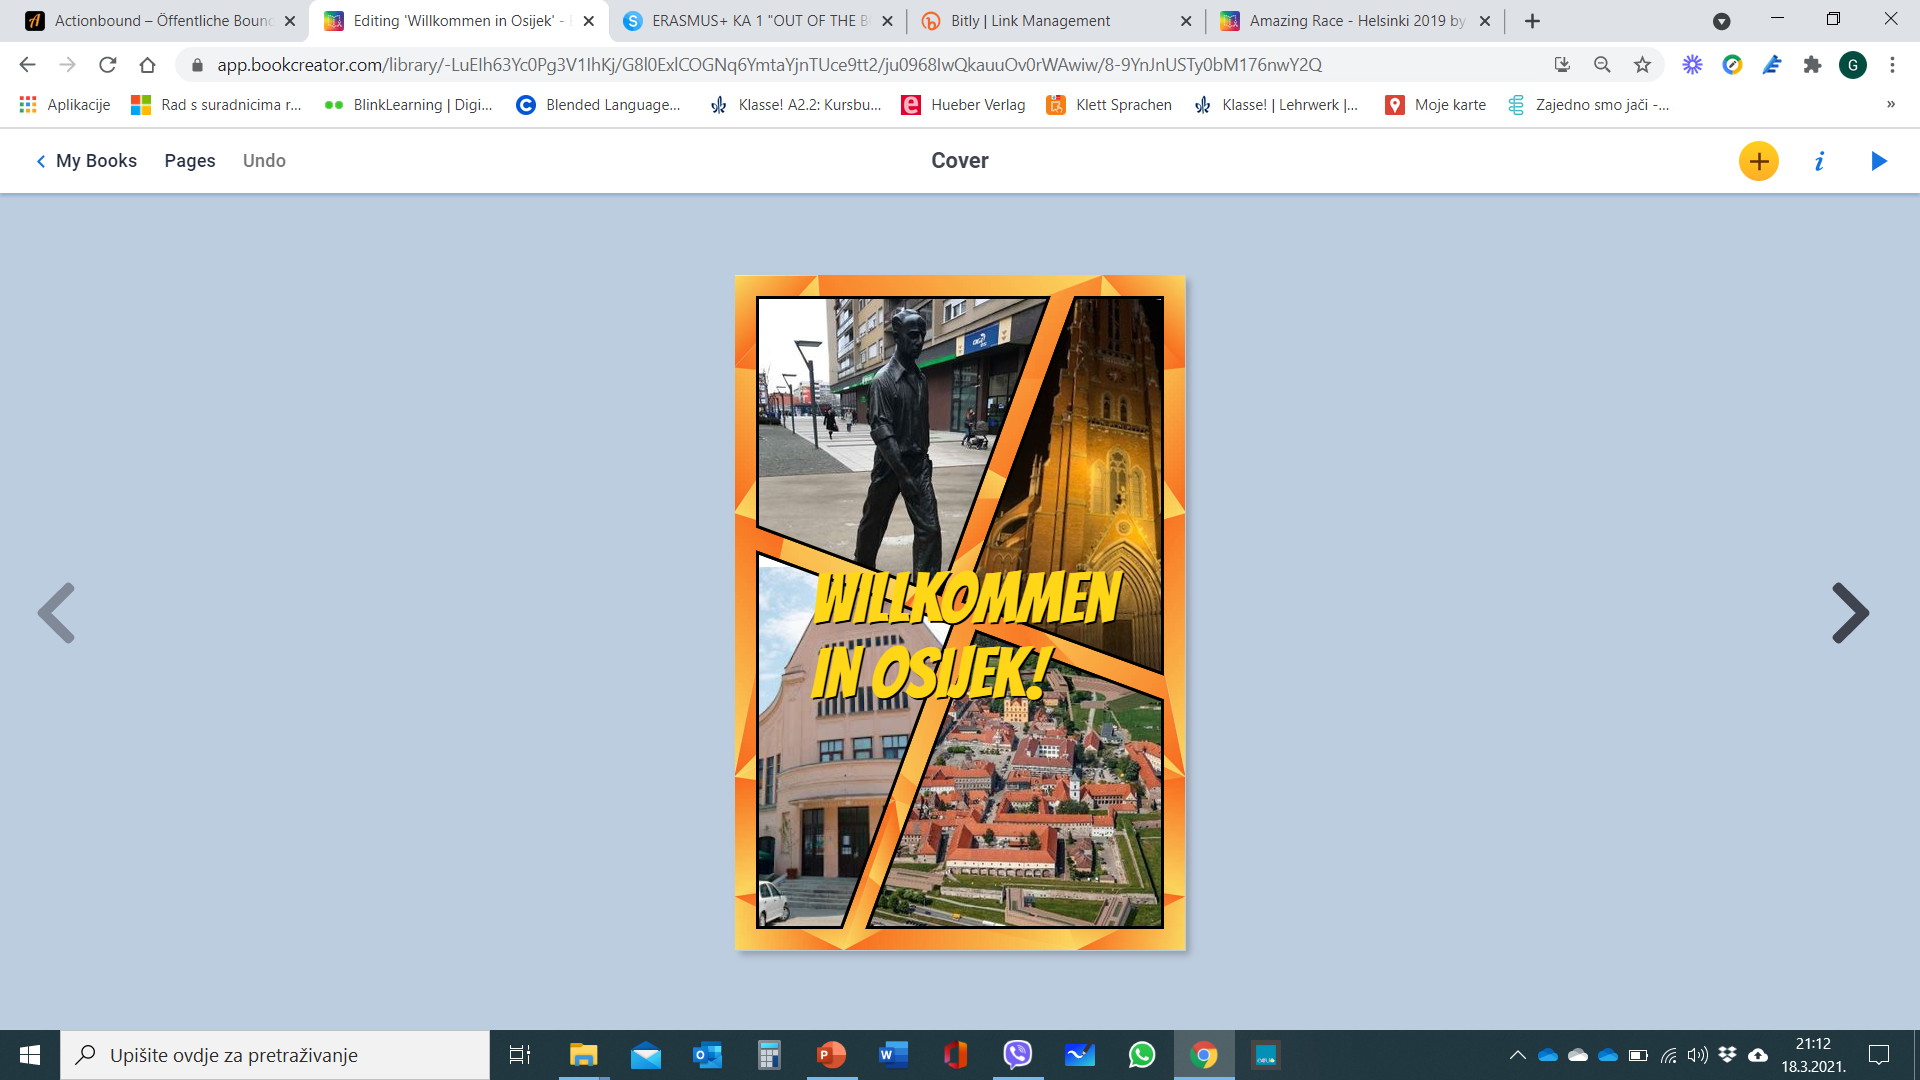 Actionbound – Öffentliche Bounc
Editing 'Willkommen in Osijek' -
ERASMUS+ KA 1 "OUT OF THE B
Bitly | Link Management
Amazing Race - Helsinki 2019 by
app.bookcreator.com/library/-LuEIh63Yc0Pg3V1IhKj/G8l0ExlCOGNq6YmtaYjnTUce9tt2/ju0968IwQkauuOv0rWAwiw/8-9YnJnUSTy0bM176nwY2Q
G
Aplikacije
Rad s suradnicima r...
BlinkLearning | Digi...
Blended Language...
Klasse! A2.2: Kursbu...
Hueber Verlag
Klett Sprachen
Klasse! | Lehrwerk |...
Moje karte
Zajedno smo jači -...
My Books
Pages
Undo
Cover
WILLKOMMEN
IN OSIJEK!
Upišite ovdje za pretraživanje
21:12
18.3.2021.